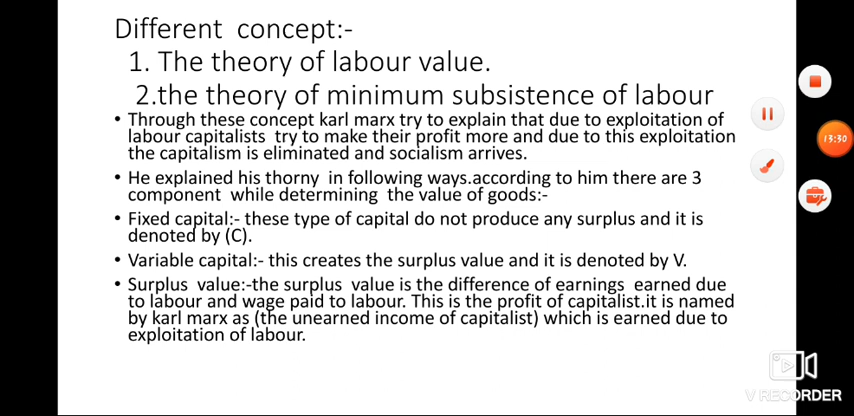 Different concept:-
1. The theory of labour value.
2.the theory of minimum subsistence of labour
• Through these concept karl marx try to explain that due to exploitation of
labour capitalists try to make their profit more and due to this exploitation
the capitalism is eliminated and socialism arrives.
• He explained his thorny in following ways.according to him there are 3
component while determining the value of goods:-
• Fixed capital:- these type of capital do not produce any surplus and it is
denoted by (C).
• Variable capital:- this creates the surplus value and it is denoted by V.
• Surplus value:-the surplus value is the difference of earnings earned due
to labour and wage paid to labour. This is the profit of capitalist.it is named
by karl marx as (the unearned income of capitalist) which is earned due to
exploitation of labour.
13:30
V RECORDER